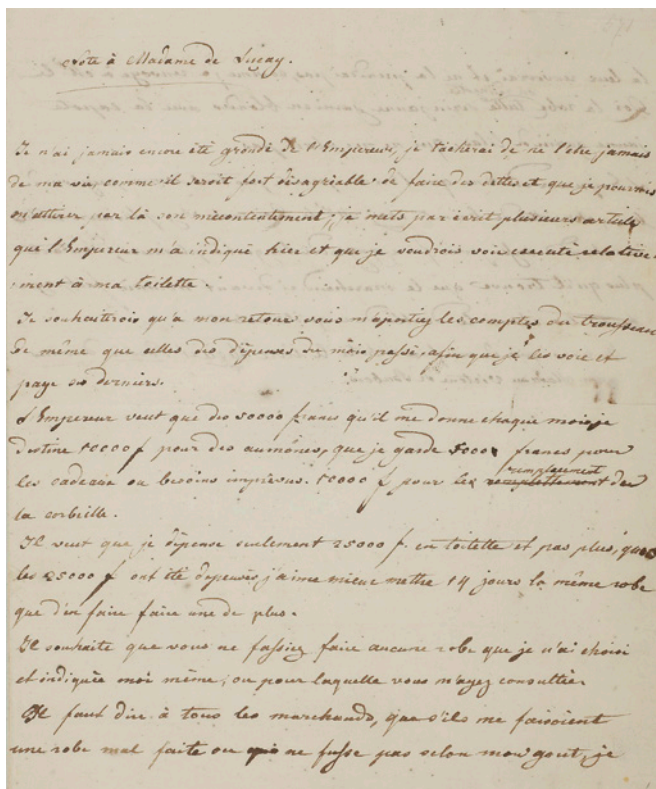 Note à Madame de Luçay.
Je n'ai jamais encore été grondé de l'Empereur, je tacherai de ne l'être jamais
de ma vie, comme il seroit fort désagréable de faire des dettes et que je pourrois
m'attirer par là son mécontentement; je mets par écrit plusieurs articles
que l'Empereur m'a indiqué hier et que je voudrois voir executé relative-
ment à ma toilette.
Je souhaiterois qu'a mon retour vous m'portiez les comptes du trousseau
de même que celles des dépenses du mois passé, afin que je les voie et
paye ces derniers.
L'Empereur veut que des 50000 francs qu'il me donne chaque mois je
destine 10000 f pour des aumônes, que je garde 5000 francs pour
les cadeaux ou besoins imprévus. 10000 f pour le remplacement de
la corbeille.
Il veut que je dépense seulement 25000 f. en toilette et pas plus, quand
les 25000 f ont été dépensés j'aime mieux mettre 14 jours la même robe
que d'en faire faire une de plus.
Il souhaite que vous ne fassiez faire aucune robe que je n'ai choisi
et indiquée moi même, ou pour laquelle vous m'ayez consultée.
Il faut dire à tous les marchands, que s'ils me faisoient
une robe mal faite ou qui ne fusse pas selon mon gout, je